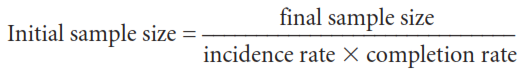 final sample size
Initial sample size =
incidence rate × completion rate